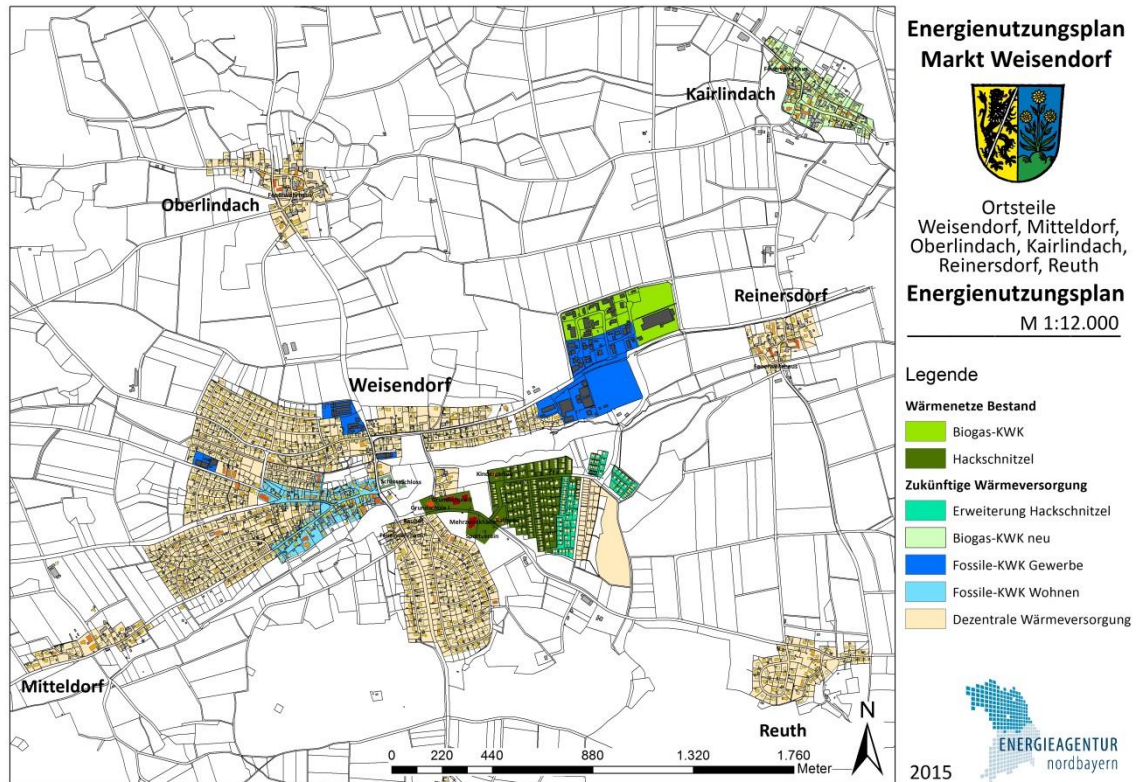 Energienutzungsplan
Markt Weisendorf
Ortsteile
Weisendorf, Mitteldorf,
Oberlindach, Kairlindach,
Reinersdorf, Reuth
Energienutzungsplan
M 1:12.000
Legende
Wärmenetze Bestand
Biogas-KWK
Hackschnitzel
Zukünftige Wärmeversorgung
Erweiterung Hackschnitzel
Biogas-KWK neu
Fossile-KWK Gewerbe
Fossile-KWK Wohnen
Dezentrale Wärmeversorgung
ENERGIEAGENTUR
nordbayern
2015
Kairlindach
Oberlindach
Reinersdorf
Feuerwehrhaus
Weisendorf
Schloss
Mitteldorf
Reuth
N
0 220 440 880 1.320 1.760
Meter